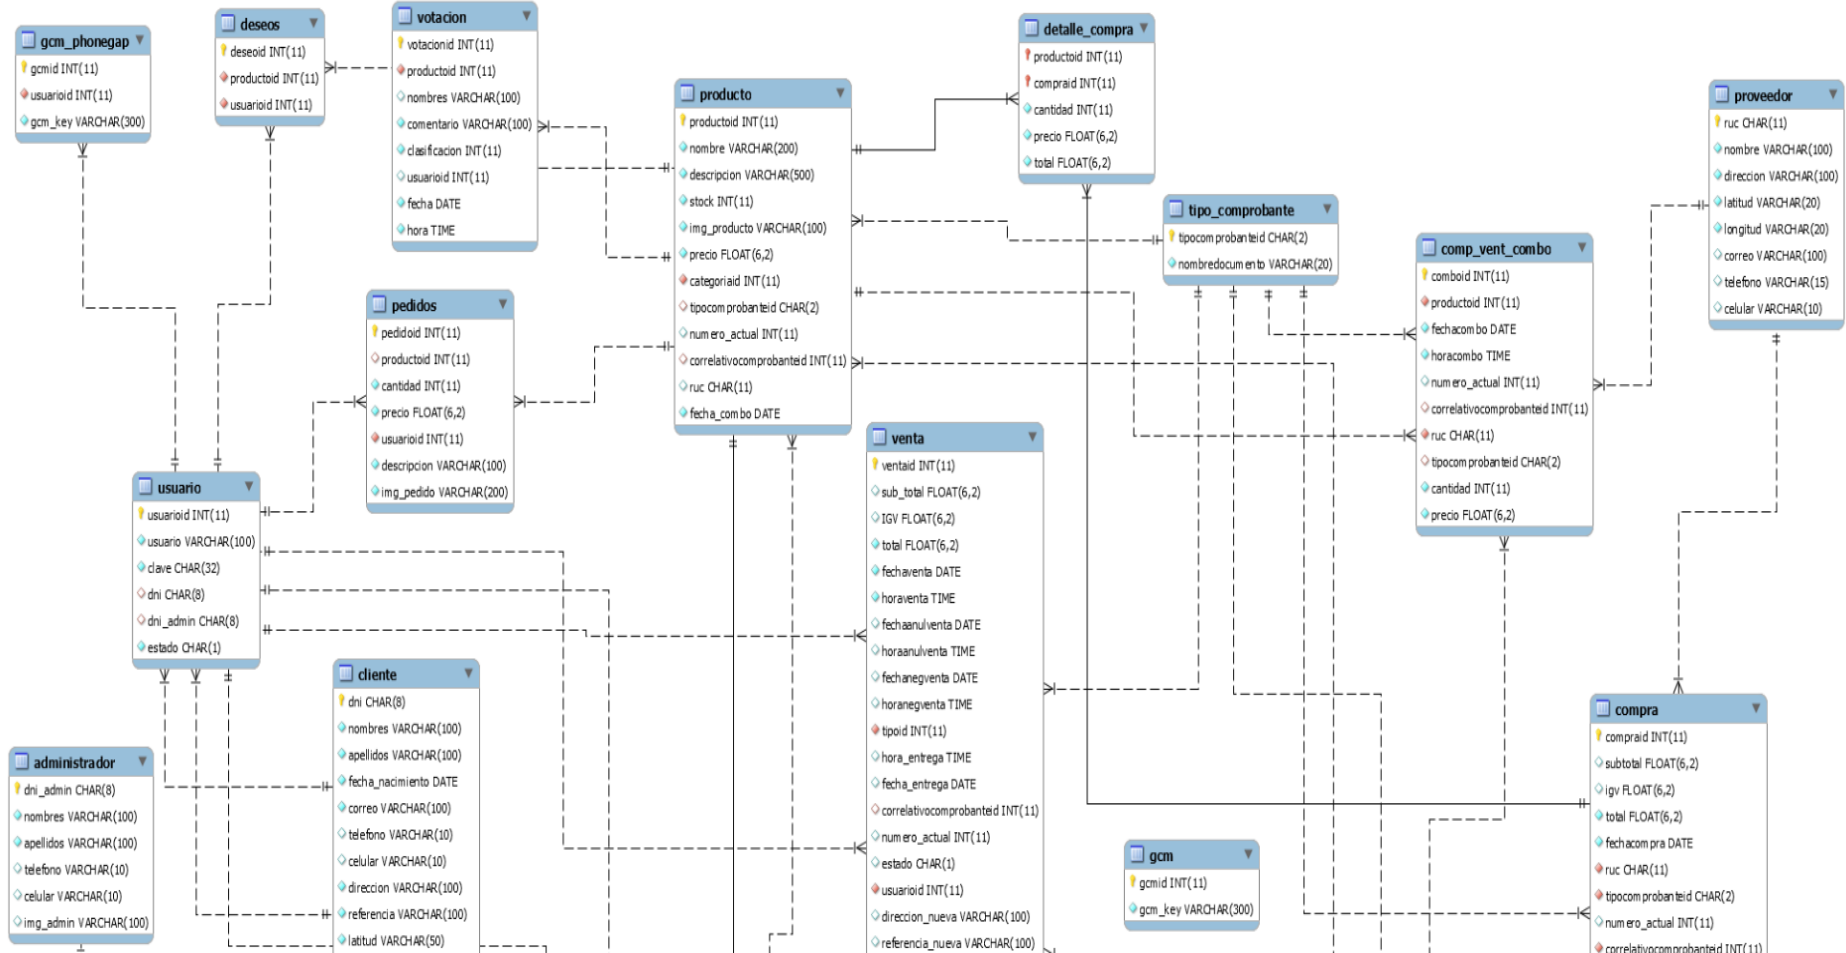 gcm_phonegap
gcmid INT(11)
usuarioid INT(11)
gcm_key VARCHAR(300)
deseos
deseoid INT(11)
productoid INT(11)
usuarioid INT(11)
votacion
votacionid INT(11)
productoid INT(11)
nombres VARCHAR(100)
comentario VARCHAR(100)
clasificacion INT(11)
usuarioid INT(11)
fecha DATE
hora TIME
producto
productoid INT(11)
nombre VARCHAR(200)
descripcion VARCHAR(500)
stock INT(11)
img_producto VARCHAR(100)
precio FLOAT(6,2)
categoriaid INT(11)
tipocomprobanteid CHAR(2)
numero_actual INT(11)
correlativocomprobanteid INT(11)
ruc CHAR(11)
fecha_combo DATE
detalle_compra
productoid INT(11)
compraid INT(11)
cantidad INT(11)
precio FLOAT(6,2)
total FLOAT(6,2)
tipo_comprobante
tipocomprobanteid CHAR(2)
nombredocumento VARCHAR(20)
comp_vent_combo
comboid INT(11)
productoid INT(11)
fechacombo DATE
horacombo TIME
numero_actual INT(11)
correlativocomprobanteid INT(11)
ruc CHAR(11)
tipocomprobanteid CHAR(2)
cantidad INT(11)
precio FLOAT(6,2)
proveedor
ruc CHAR(11)
nombre VARCHAR(100)
direccion VARCHAR(100)
latitud VARCHAR(20)
longitud VARCHAR(20)
correo VARCHAR(100)
telefono VARCHAR(15)
celular VARCHAR(10)
pedidos
pedidoid INT(11)
productoid INT(11)
cantidad INT(11)
precio FLOAT(6,2)
usuarioid INT(11)
descripcion VARCHAR(100)
img_pedido VARCHAR(200)
usuario
usuarioid INT(11)
usuario VARCHAR(100)
clave CHAR(32)
dni CHAR(8)
dni_admin CHAR(8)
estado CHAR(1)
venta
ventaid INT(11)
sub_total FLOAT(6,2)
IGV FLOAT(6,2)
total FLOAT(6,2)
fechaventa DATE
horaventa TIME
fechaanulventa DATE
horaanulventa TIME
fechanegventa DATE
horanegventa TIME
tipoid INT(11)
hora_entrega TIME
fecha_entrega DATE
correlativocomprobanteid INT(11)
numero_actual INT(11)
estado CHAR(1)
usuarioid INT(11)
direccion_nueva VARCHAR(100)
referencia_nueva VARCHAR(100)
cliente
dni CHAR(8)
nombres VARCHAR(100)
apellidos VARCHAR(100)
fecha_nacimiento DATE
correo VARCHAR(100)
telefono VARCHAR(10)
celular VARCHAR(10)
direccion VARCHAR(100)
referencia VARCHAR(100)
latitud VARCHAR(50)
administrador
dni_admin CHAR(8)
nombres VARCHAR(100)
apellidos VARCHAR(100)
telefono VARCHAR(10)
celular VARCHAR(10)
img_admin VARCHAR(100)
gcm
gcmid INT(11)
gcm_key VARCHAR(300)
compra
compraid INT(11)
subtotal FLOAT(6,2)
igv FLOAT(6,2)
total FLOAT(6,2)
fechacompra DATE
ruc CHAR(11)
tipocomprobanteid CHAR(2)
numero_actual INT(11)
correlativocomprobanteid INT(11)